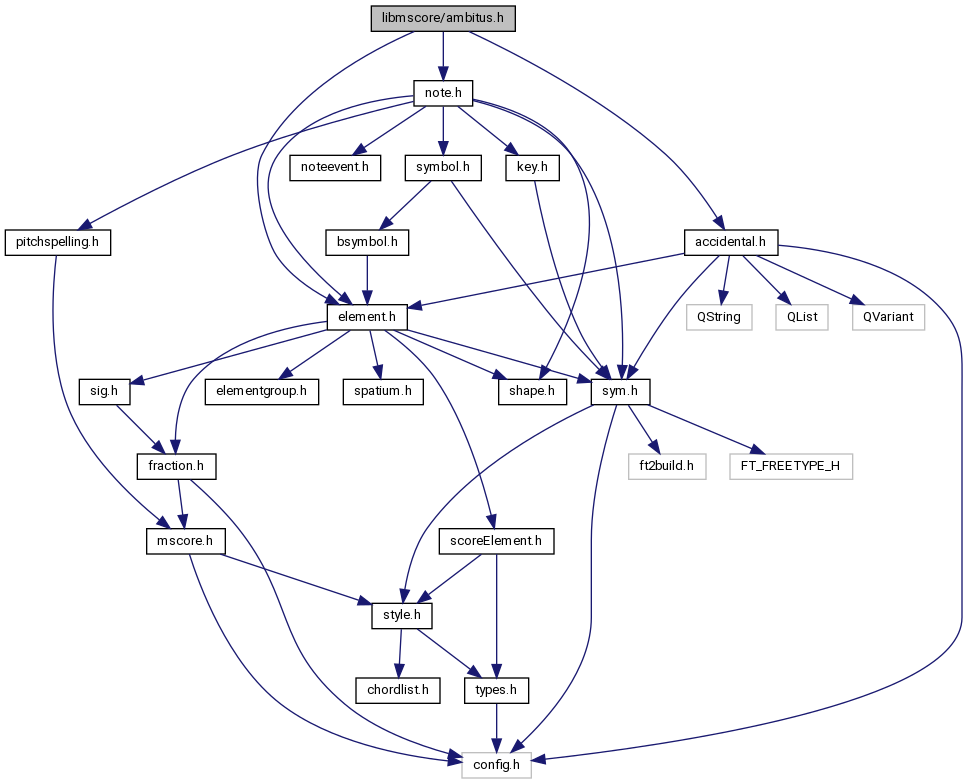 libmscore/ambitus.h
note.h
noteevent.h
symbol.h
key.h
pitchspelling.h
bsymbol.h
accidental.h
element.h
QString
QList
QVariant
sig.h
elementgroup.h
spatium.h
shape.h
sym.h
fraction.h
ft2build.h
FT_FREETYPE_H
mscore.h
scoreElement.h
style.h
chordlist.h
types.h
config.h